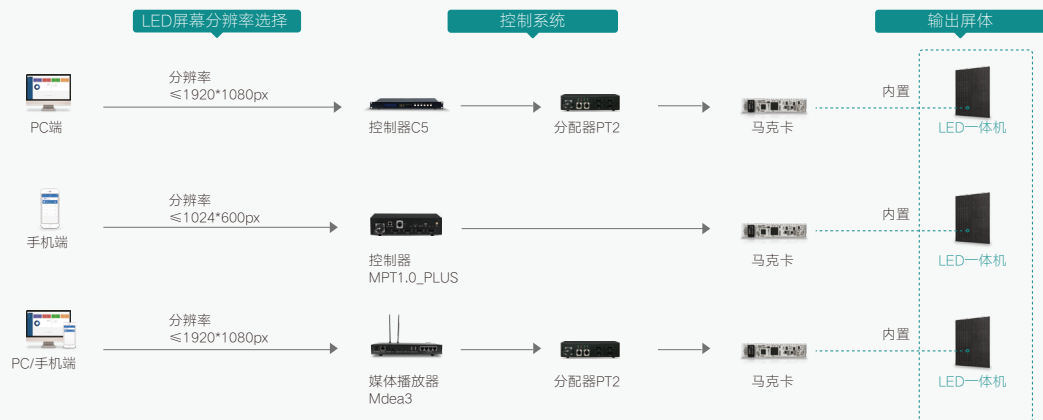 LED屏幕分辨率选择
控制系统
输出屏体
分辨率
≤1920*1080px
内置
PC端
控制器C5
分配器PT2
马克卡
LED一体机
分辨率
≤1024*600px
内置
手机端
控制器
MPT1.0_PLUS
马克卡
LED一体机
分辨率
≤1920*1080px
内置
PC/手机端
媒体播放器
Mdea3
分配器PT2
马克卡
LED一体机